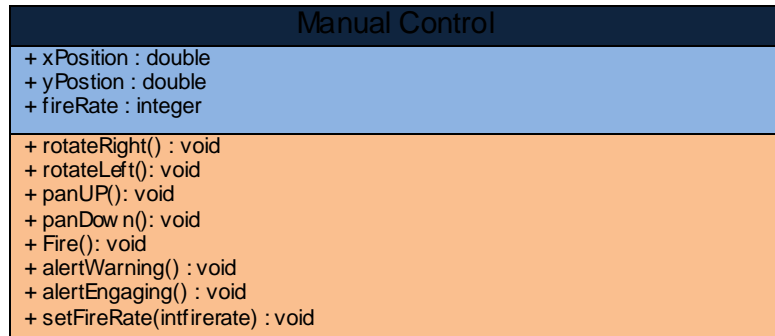 Manual Control
+ xPosition : double
+ yPostion : double
+ fireRate : integer
+ rotateRight() : void
+ rotateLeft(): void
+ panUP(): void
+ panDown(): void
+ Fire(): void
+ alertWarning() : void
+ alertEngaging() : void
+ setFireRate(intfirerate) : void